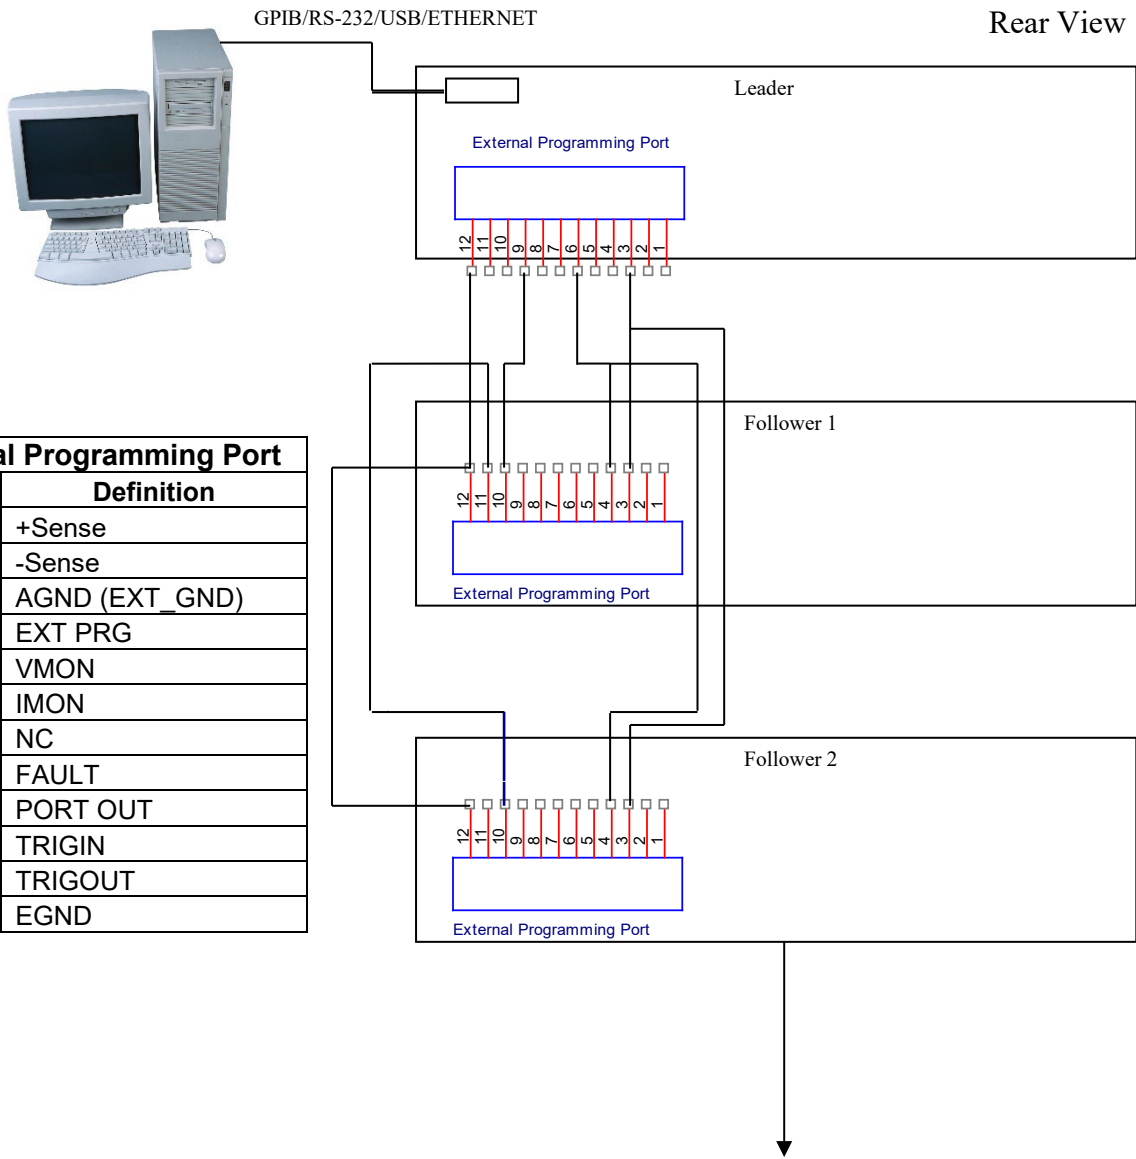 GPIB/RS-232/USB/ETHERNET
Rear View
Leader
External Programming Port
12 11 10 9 8 7 6 5 4 3 2 1
Follower 1
12 11 10 9 8 7 6 5 4 3 2 1
External Programming Port
al Programming Port
Definition
+Sense
-Sense
AGND (EXT_GND)
EXT PRG
VMON
IMON
NC
FAULT
PORT OUT
TRIGIN
TRIGOUT
EGND
Follower 2
12 11 10 9 8 7 6 5 4 3 2 1
External Programming Port